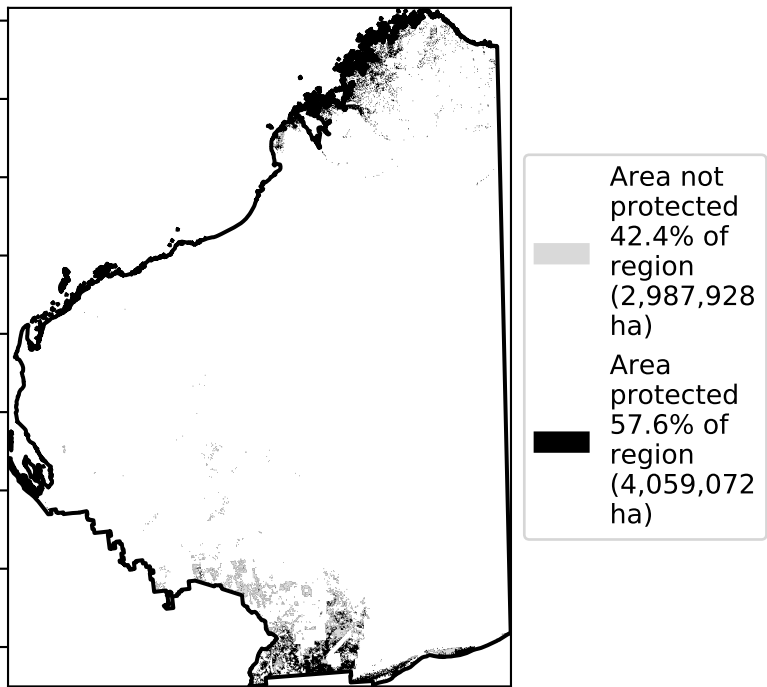 Area not
protected
42.4% of
region
(2,987,928
ha)
Area
protected
57.6% of
region
(4,059,072
ha)